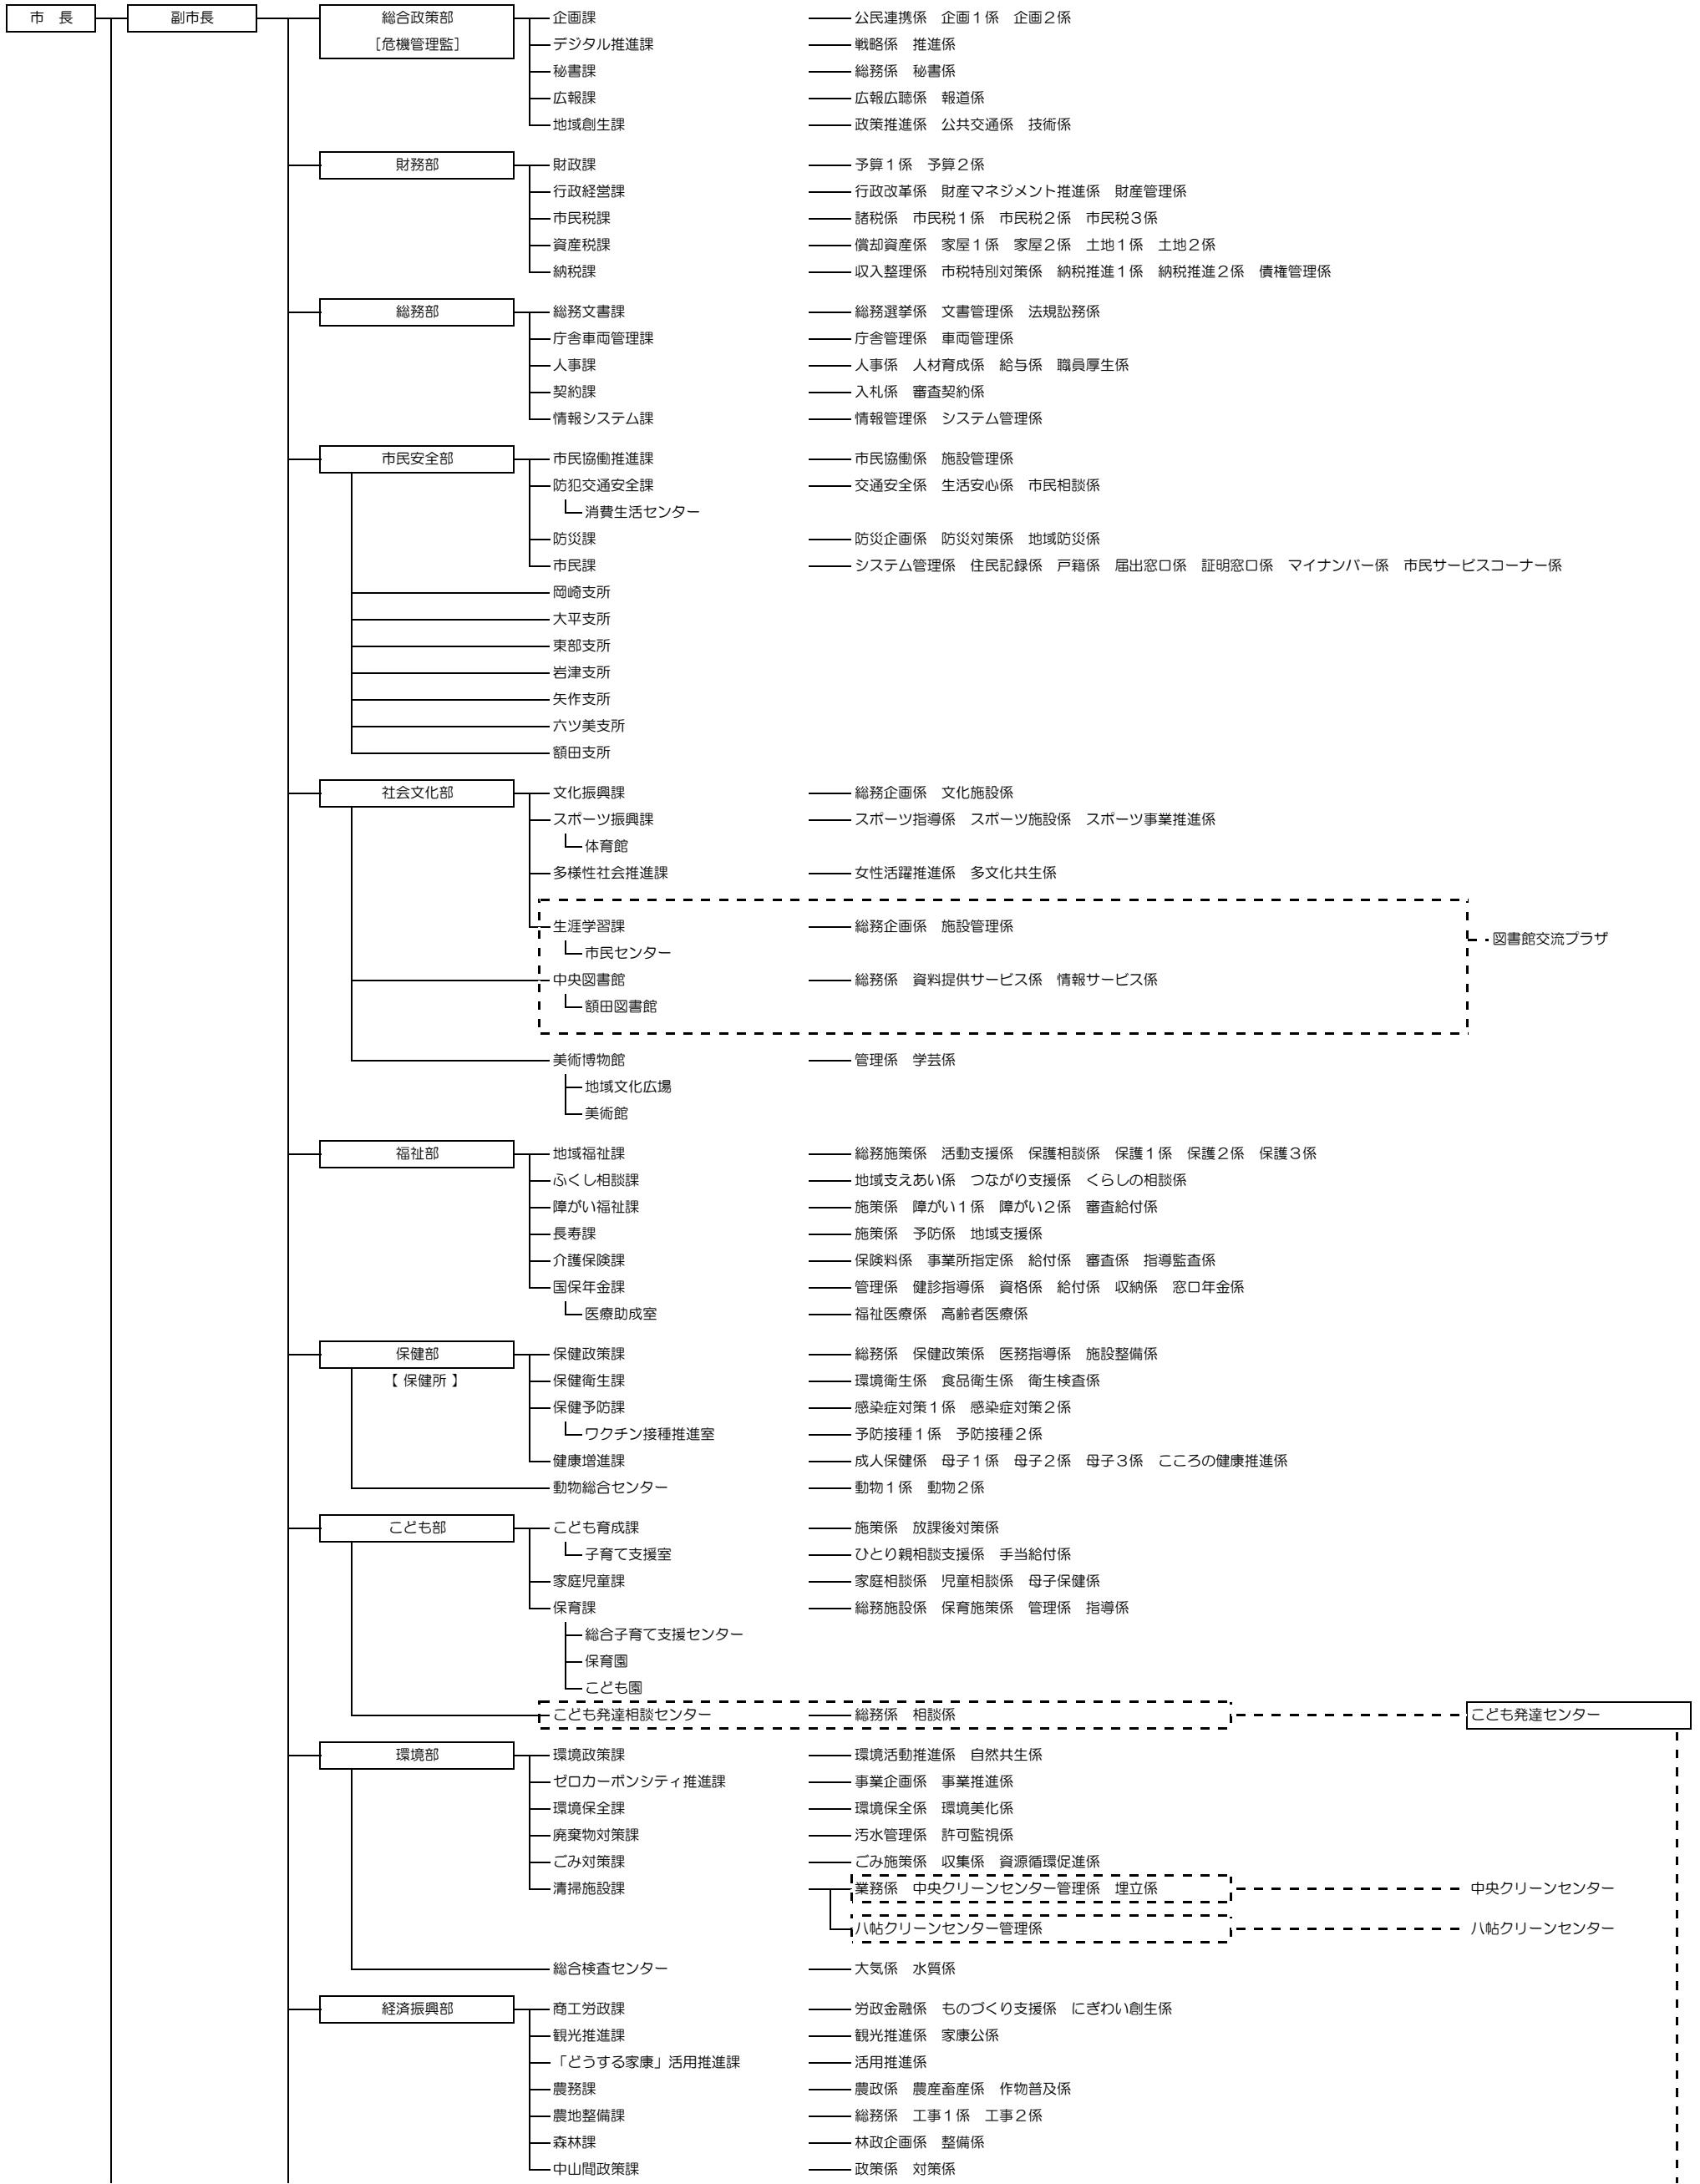 市　長　副市長　総合政策部　企画課　公民連携係　企画１係　企画２係
［危機管理監］　デジタル推進課　戦略係　推進係
秘書課　総務係　秘書係
広報課　広報広聴係　報道係
地域創生課　政策推進係　公共交通係　技術係
財務部　財政課　予算１係　予算２係
行政経営課　行政改革係　財産マネジメント推進係　財産管理係
市民税課　諸税係　市民税１係　市民税２係　市民税３係
資産税課　償却資産係　家屋１係　家屋２係　土地１係　土地２係
納税課　収入整理係　市税特別対策係　納税推進１係　納税推進２係　債権管理係
総務部　総務文書課　総務選挙係　文書管理係　法規訟務係
庁舎車両管理課　庁舎管理係　車両管理係
人事課　人事係　人材育成係　給与係　職員厚生係
契約課　入札係　審査契約係
情報システム課　情報管理係　システム管理係
市民安全部　市民協働推進課　市民協働係　施設管理係
防犯交通安全課　交通安全係　生活安心係　市民相談係
消費生活センター
防災課　防災企画係　防災対策係　地域防災係
市民課　システム管理係　住民記録係　戸籍係　届出窓口係　証明窓口係　マイナンバー係　市民サービスコーナー係
岡崎支所
大平支所
東部支所
岩津支所
矢作支所
六ツ美支所
額田支所
社会文化部　文化振興課　総務企画係　文化施設係
スポーツ振興課　スポーツ指導係　スポーツ施設係　スポーツ事業推進係
体育館
多様性社会推進課　女性活躍推進係　多文化共生係
生涯学習課　総務企画係　施設管理係
図書館交流プラザ
市民センター
中央図書館　総務係　資料提供サービス係　情報サービス係
額田図書館
美術博物館　管理係　学芸係
地域文化広場
美術館
福祉部　地域福祉課　総務施策係　活動支援係　保護相談係　保護１係　保護２係　保護３係
ふくし相談課　地域支えあい係　つながり支援係　くらしの相談係
障がい福祉課　施策係　障がい１係　障がい２係　審査給付係
長寿課　施策係　予防係　地域支援係
介護保険課　保険料係　事業所指定係　給付係　審査係　指導監査係
国保年金課　管理係　健診指導係　資格係　給付係　収納係　窓口年金係
医療助成室　福祉医療係　高齢者医療係
保健部　保健政策課　総務係　保健政策係　医務指導係　施設整備係
【 保健所 】　保健衛生課　環境衛生係　食品衛生係　衛生検査係
保健予防課　感染症対策１係　感染症対策２係
ワクチン接種推進室　予防接種１係　予防接種２係
健康増進課　成人保健係　母子１係　母子２係　母子３係　こころの健康推進係
動物総合センター　動物１係　動物２係
こども部　こども育成課　施策係　放課後対策係
子育て支援室　ひとり親相談支援係　手当給付係
家庭児童課　家庭相談係　児童相談係　母子保健係
保育課　総務施設係　保育施策係　管理係　指導係
総合子育て支援センター
保育園
こども園
こども発達相談センター　総務係　相談係　こども発達センター
環境部　環境政策課　環境活動推進係　自然共生係
ゼロカーボンシティ推進課　事業企画係　事業推進係
環境保全課　環境保全係　環境美化係
廃棄物対策課　汚水管理係　許可監視係
ごみ対策課　ごみ施策係　収集係　資源循環促進係
清掃施設課　業務係　中央クリーンセンター管理係　埋立係　中央クリーンセンター
八帖クリーンセンター管理係　八帖クリーンセンター
総合検査センター　大気係　水質係
経済振興部　商工労政課　労政金融係　ものづくり支援係　にぎわい創生係
観光推進課　観光推進係　家康公係
「どうする家康」活用推進課　活用推進係
農務課　農政係　農産畜産係　作物普及係
農地整備課　総務係　工事１係　工事２係
森林課　林政企画係　整備係
中山間政策課　政策係　対策係